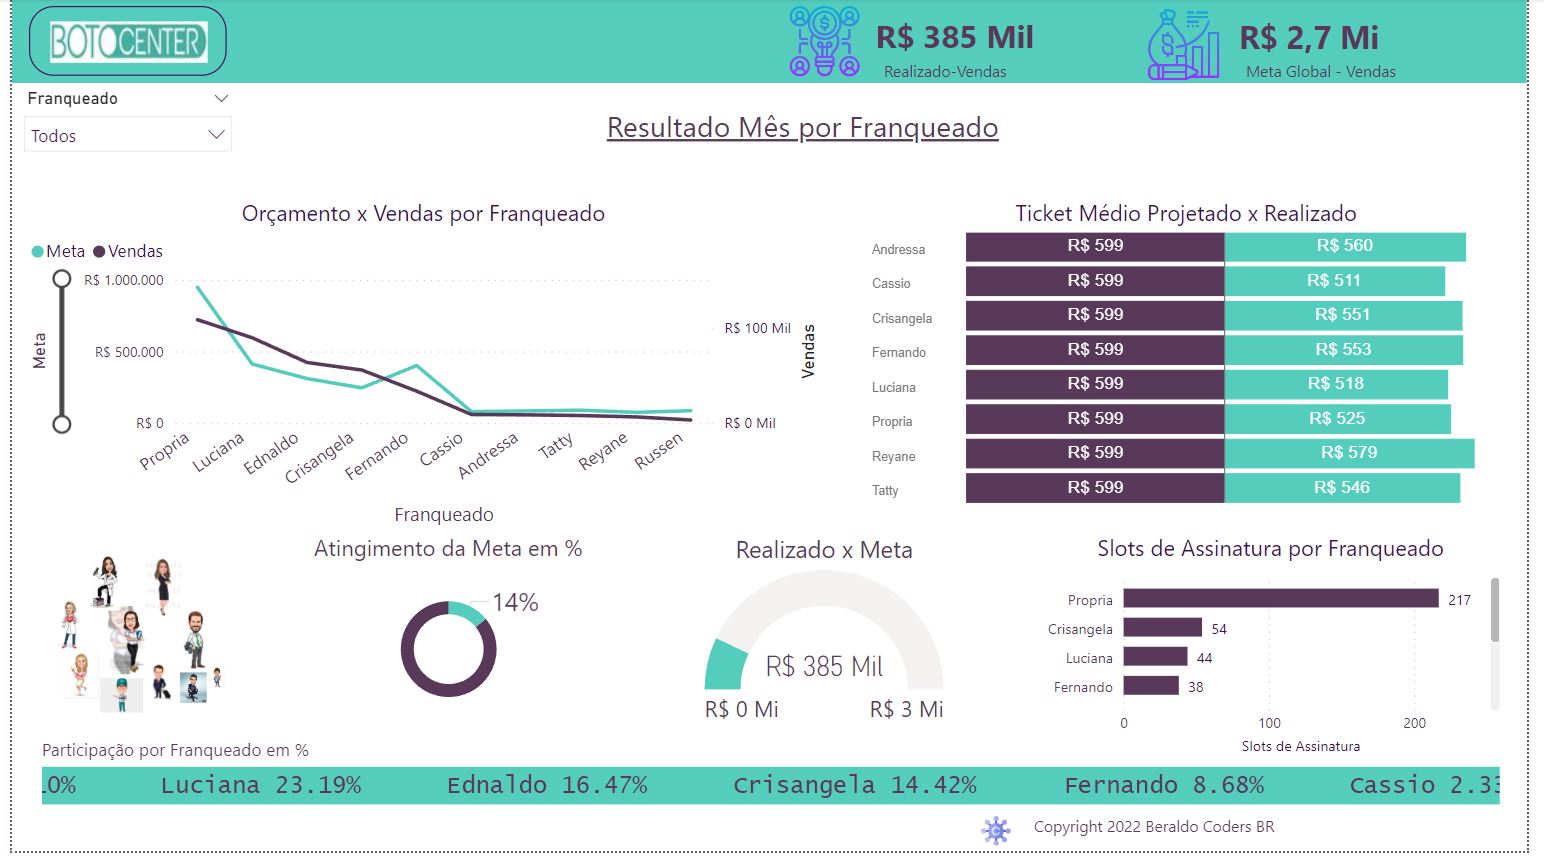 BOTOCENTER
R$ 385 Mil
Realizado-Vendas
R$ 2,7 Mi
Meta Global - Vendas
Franqueado
Todos
Resultado Mês por Franqueado
Orçamento x Vendas por Franqueado
Meta Vendas
Meta
R$ 1.000.000
R$ 500.000
R$ 0
R$ 100 Mil
R$ 0 Mil
Vendas
Propria
Luciana
Ednaldo
Crisangela
Fernando
Cassio
Andressa
Tatty
Reyane
Russen
Franqueado
Ticket Médio Projetado x Realizado
Andressa R$ 599 R$ 560
Cassio R$ 599 R$ 511
Crisangela R$ 599 R$ 551
Fernando R$ 599 R$ 553
Luciana R$ 599 R$ 518
Propria R$ 599 R$ 525
Reyane R$ 599 R$ 579
Tatty R$ 599 R$ 546
Atingimento da Meta em %
14%
Realizado x Meta
R$ 385 Mil
R$ 0 Mi
R$ 3 Mi
Slots de Assinatura por Franqueado
Propria 217
Crisangela 54
Luciana 44
Fernando 38
0 100 200
Slots de Assinatura
Participação por Franqueado em %
0% Luciana 23.19% Ednaldo 16.47% Crisangela 14.42% Fernando 8.68% Cassio 2.33
Copyright 2022 Beraldo Coders BR